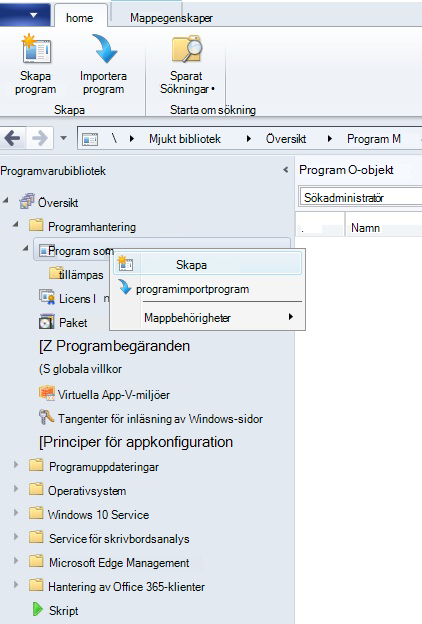 home
Mappegenskaper
Skapa program
Importera program
Sparat Sökningar
Skapa
Starta om sökning
\ Mjukt bibliotek Översikt Program M
Programvarubibliotek
Program O-objekt
Översikt
Sökadministratör
Programhantering
. Namn
Program som
Skapa
tillämpas
programimportprogram
Licens I n
Mappbehörigheter
Paket
[Z Programbegäranden
(S globala villkor
Virtuella App-V-miljöer
Tangenter för inläsning av Windows-sidor
[Principer för appkonfiguration
Programuppdateringar
Operativsystem
Windows 10 Service
Service för skrivbordsanalys
Microsoft Edge Management
Hantering av Office 365-klienter
Skript